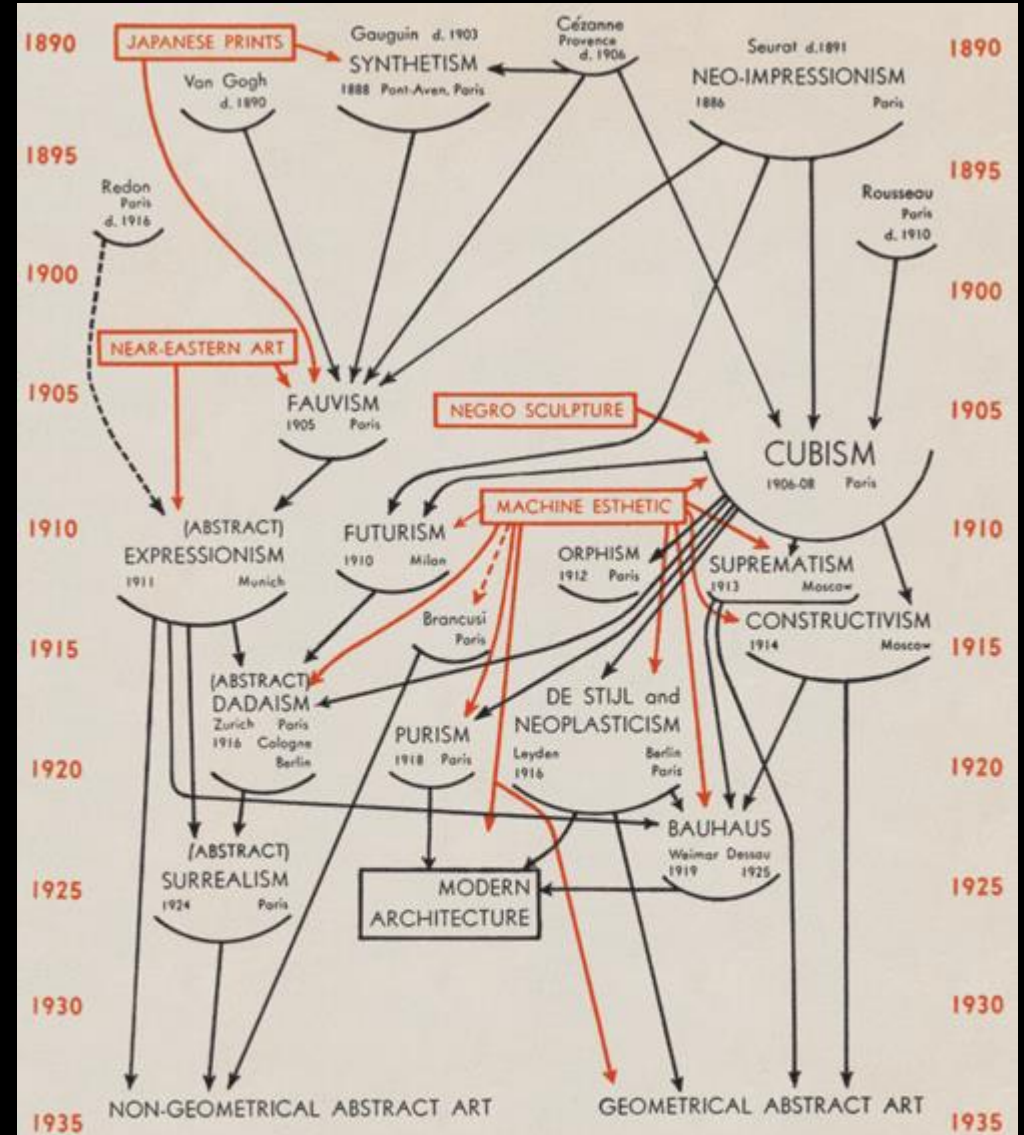 1890
JAPANESE PRINTS
Gauguin d. 1903
SYNTHETISM
1888 Pont-Aven, Paris
Cézanne
Provence
d. 1906
Seurat d.1891
NEO-IMPRESSIONISM
1886 Paris
1890
Van Gogh
d. 1890
1895
1895
Redon
Paris
d. 1916
Rousseau
Paris
d. 1910
1900
1900
NEAR-EASTERN ART
1905
FAUVISM
1905 Paris
NEGRO SCULPTURE
1905
CUBISM
1906-08 Paris
MACHINE ESTHETIC
1910
(ABSTRACT)
EXPRESSIONISM
1911 Munich
FUTURISM
1910 Milan
ORPHISM
1912 Paris
SUPREMATISM
1913 Moscow
1910
Brancusi
Paris
CONSTRUCTIVISM
1914 Moscow
1915
1915
(ABSTRACT)
DADAISM
Zurich Paris
1916 Cologne
Berlin
PURISM
1918 Paris
DE STIJL and
NEOPLASTICISM
Leyden Berlin
1916 Paris
1920
1920
BAUHAUS
Weimar Dessau
1919 1925
(ABSTRACT)
SURREALISM
1924 Paris
1925
MODERN
ARCHITECTURE
1925
1930
1930
NON-GEOMETRICAL ABSTRACT ART
GEOMETRICAL ABSTRACT ART
1935
1935